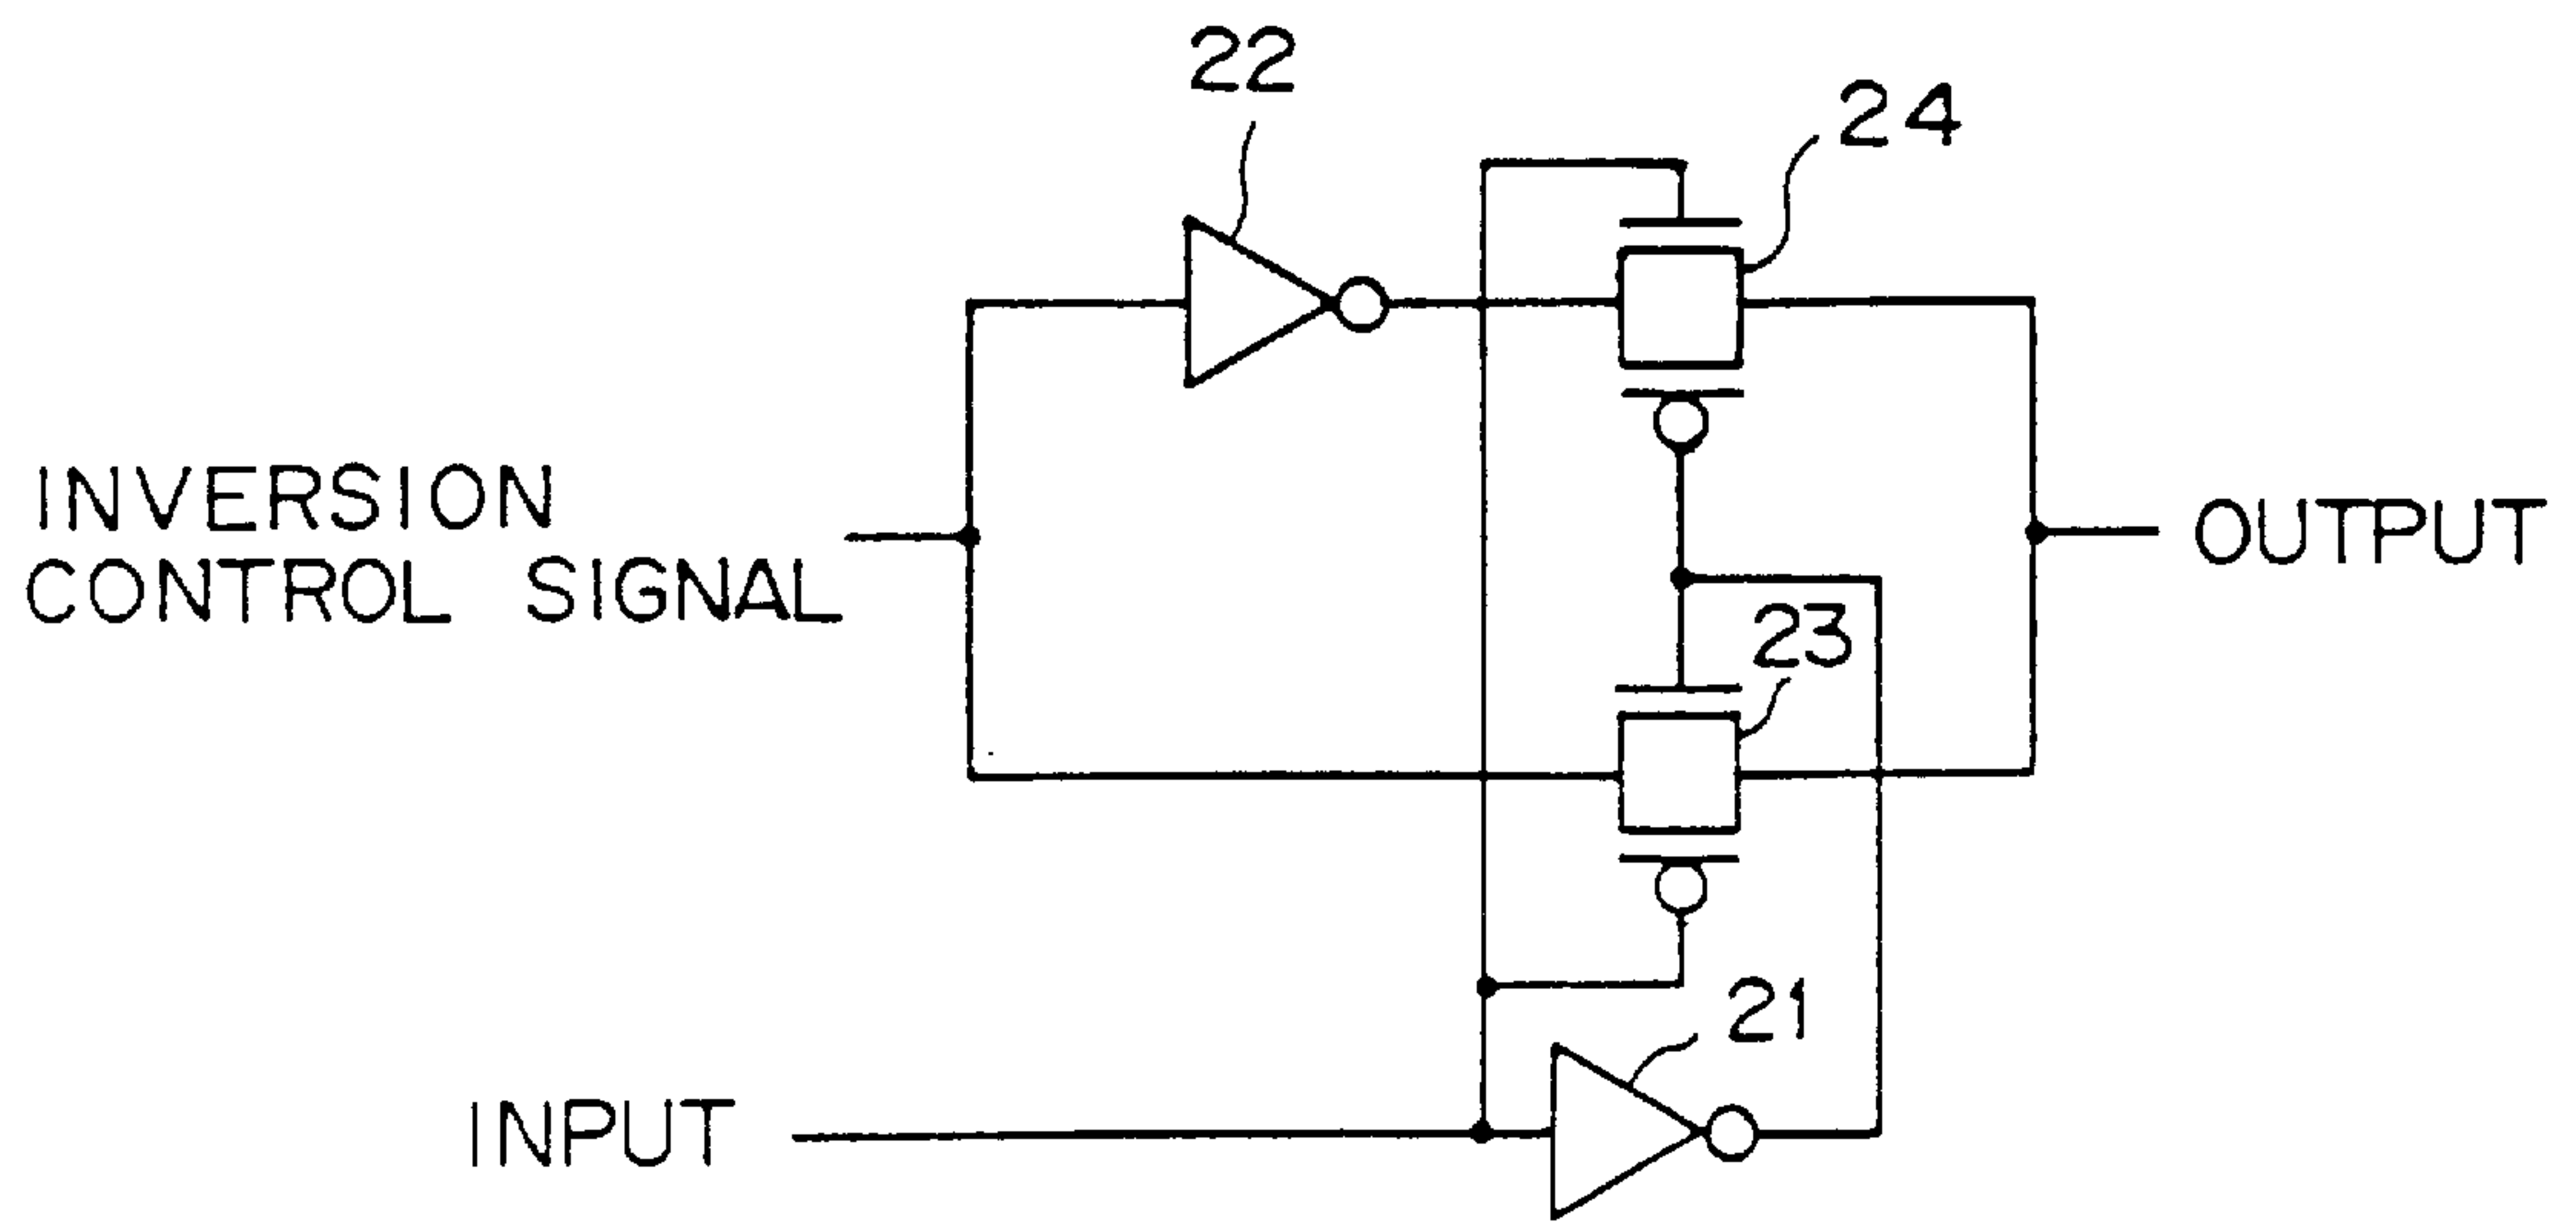 22
24
INVERSION
CONTROL SIGNAL
OUTPUT
23
21
INPUT